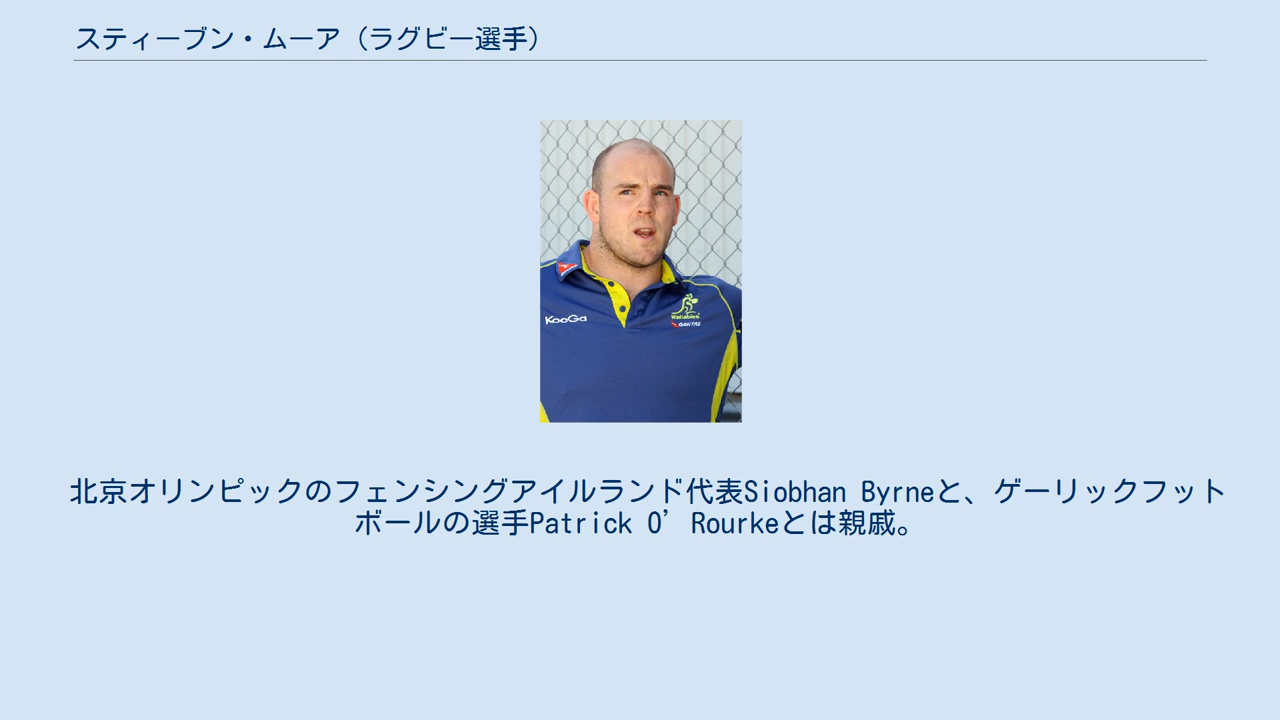 スティーブン・ムーア（ラグビー選手）
KooGa
Wallabies
QANTAS
北京オリンピックのフェンシングアイルランド代表Siobhan Byrneと、ゲーリックフット
ボールの選手Patrick O’Rourkeとは親戚。